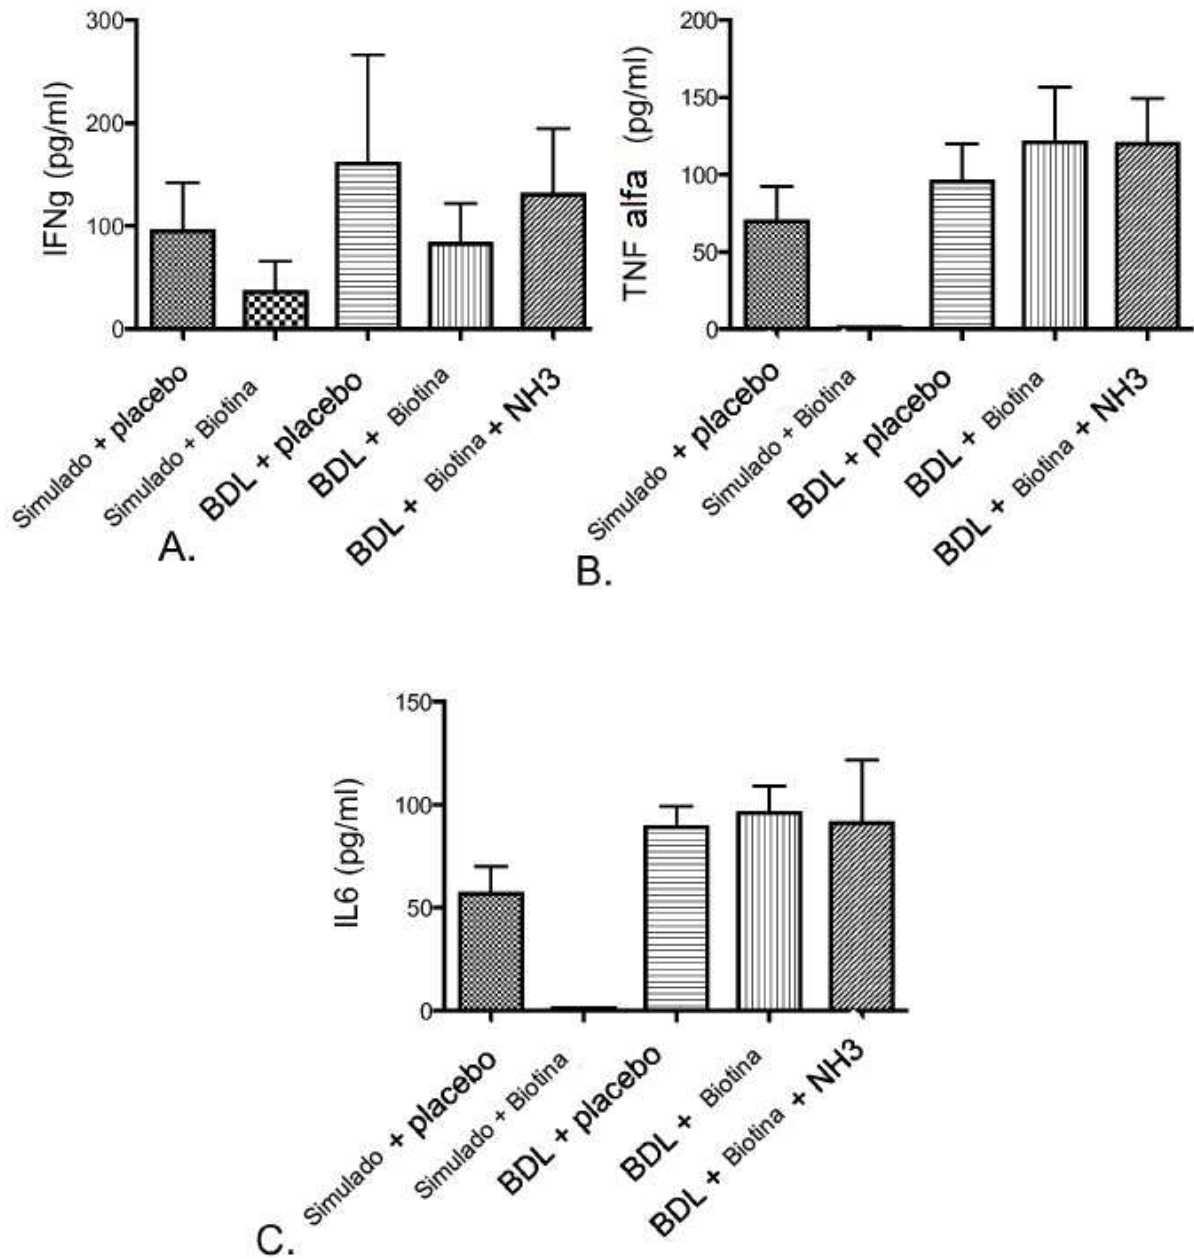 300
200
100
0
IFNg (pg/ml)
Simulado + placebo
Simulado + Biotina
BDL + placebo
BDL + Biotina
BDL + Biotina + NH3
A.
200
150
100
50
0
TNF alfa (pg/ml)
Simulado + placebo
Simulado + Biotina
BDL + placebo
BDL + Biotina
BDL + Biotina + NH3
B.
150
100
50
0
IL6 (pg/ml)
Simulado + placebo
Simulado + Biotina
BDL + placebo
BDL + Biotina
BDL + Biotina + NH3
C.